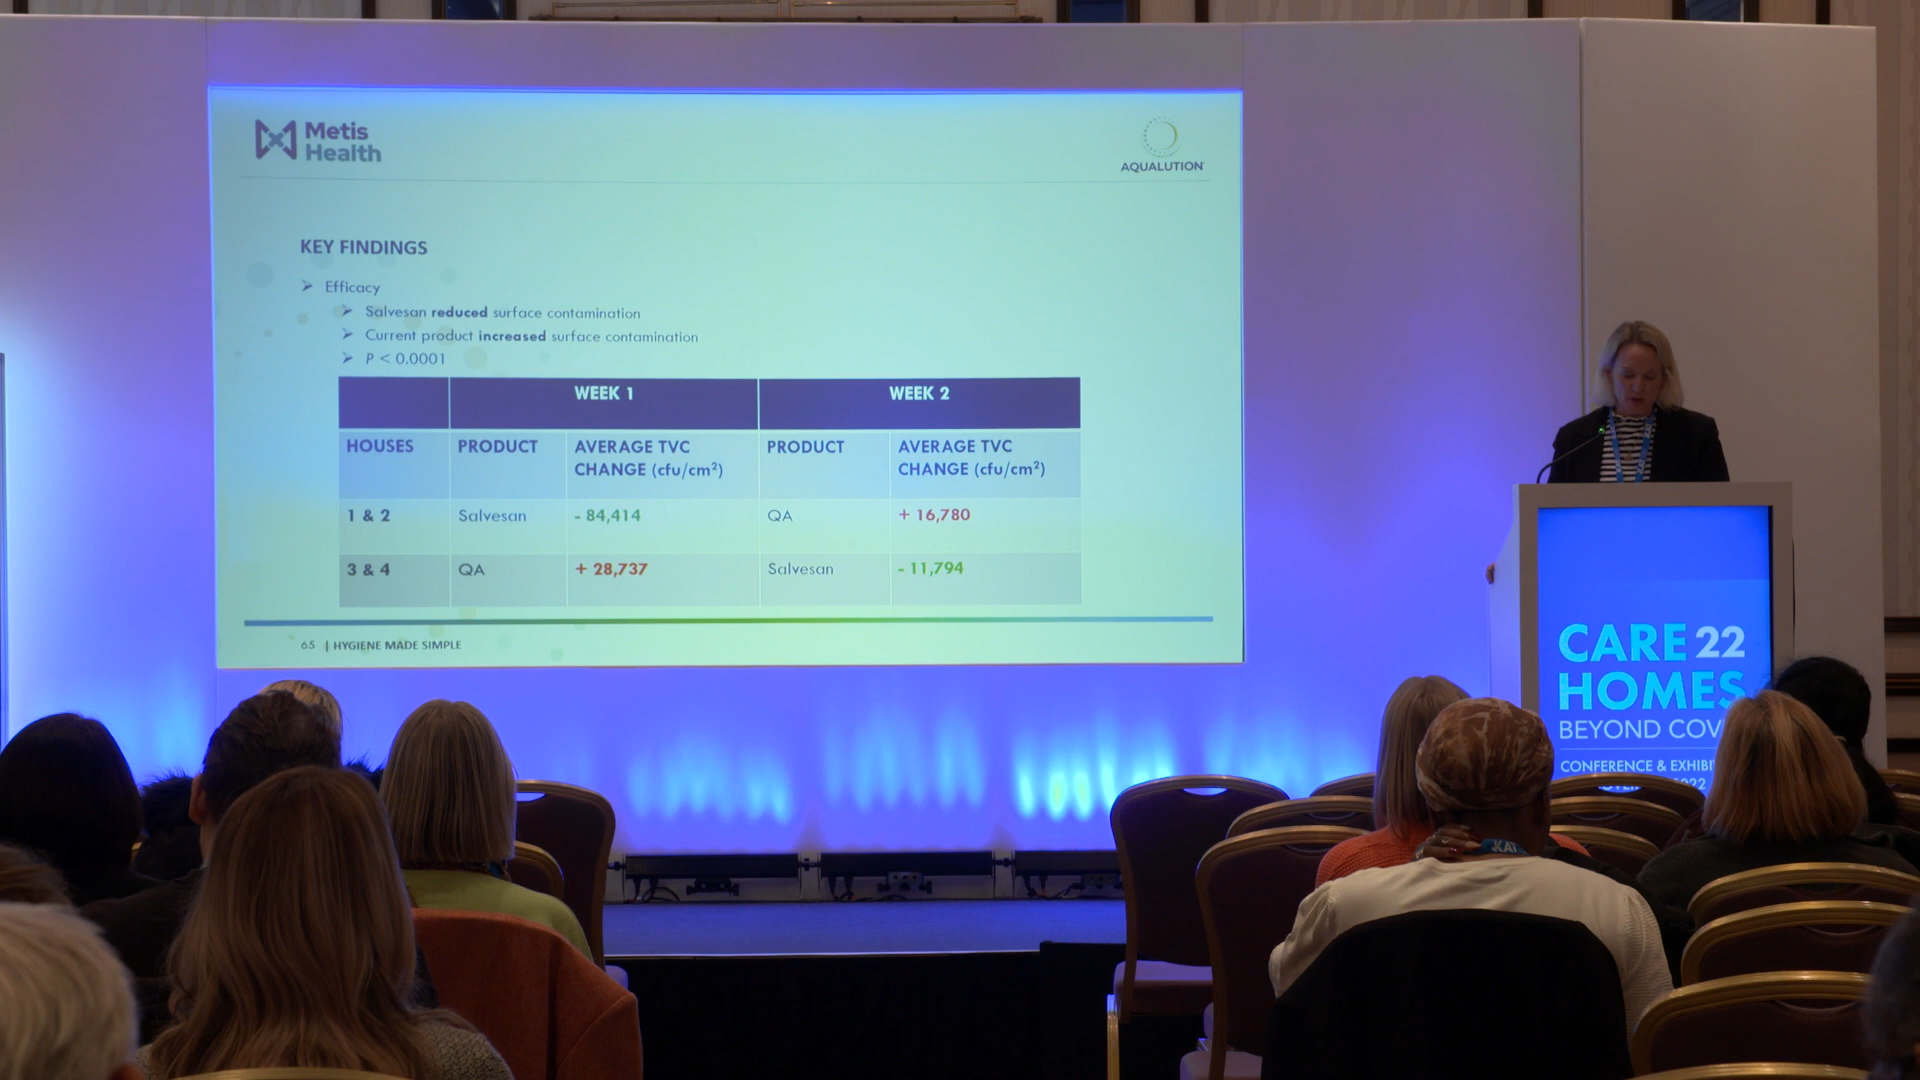 Metis
Health
AQUALUTION
KEY FINDINGS
Efficacy
Salvesan reduced surface contamination
Current product increased surface contamination
P < 0.0001
WEEK 1
WEEK 2
HOUSES
PRODUCT
AVERAGE TVC
CHANGE (cfu/cm²)
PRODUCT
AVERAGE TVC
CHANGE (cfu/cm²)
1 & 2
Salvesan
- 84,414
QA
+ 16,780
3 & 4
QA
+ 28,737
Salvesan
- 11,794
65 | HYGIENE MADE SIMPLE
CARE 22
HOMES
BEYOND COV
CONFERENCE & EXHIBI